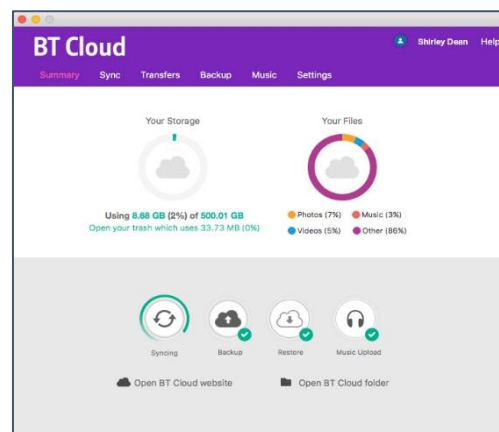 BT Cloud
Shirley Dean Help
Summary Sync Transfers Backup Music Settings
Your Storage
Using 8.68 GB (2%) of 500.01 GB
Open your trash which uses 33.73 MB (0%)
Your Files
Photos (7%) Music (3%)
Videos (5%) Other (86%)
Syncing Backup Restore Music Upload
Open BT Cloud website Open BT Cloud folder